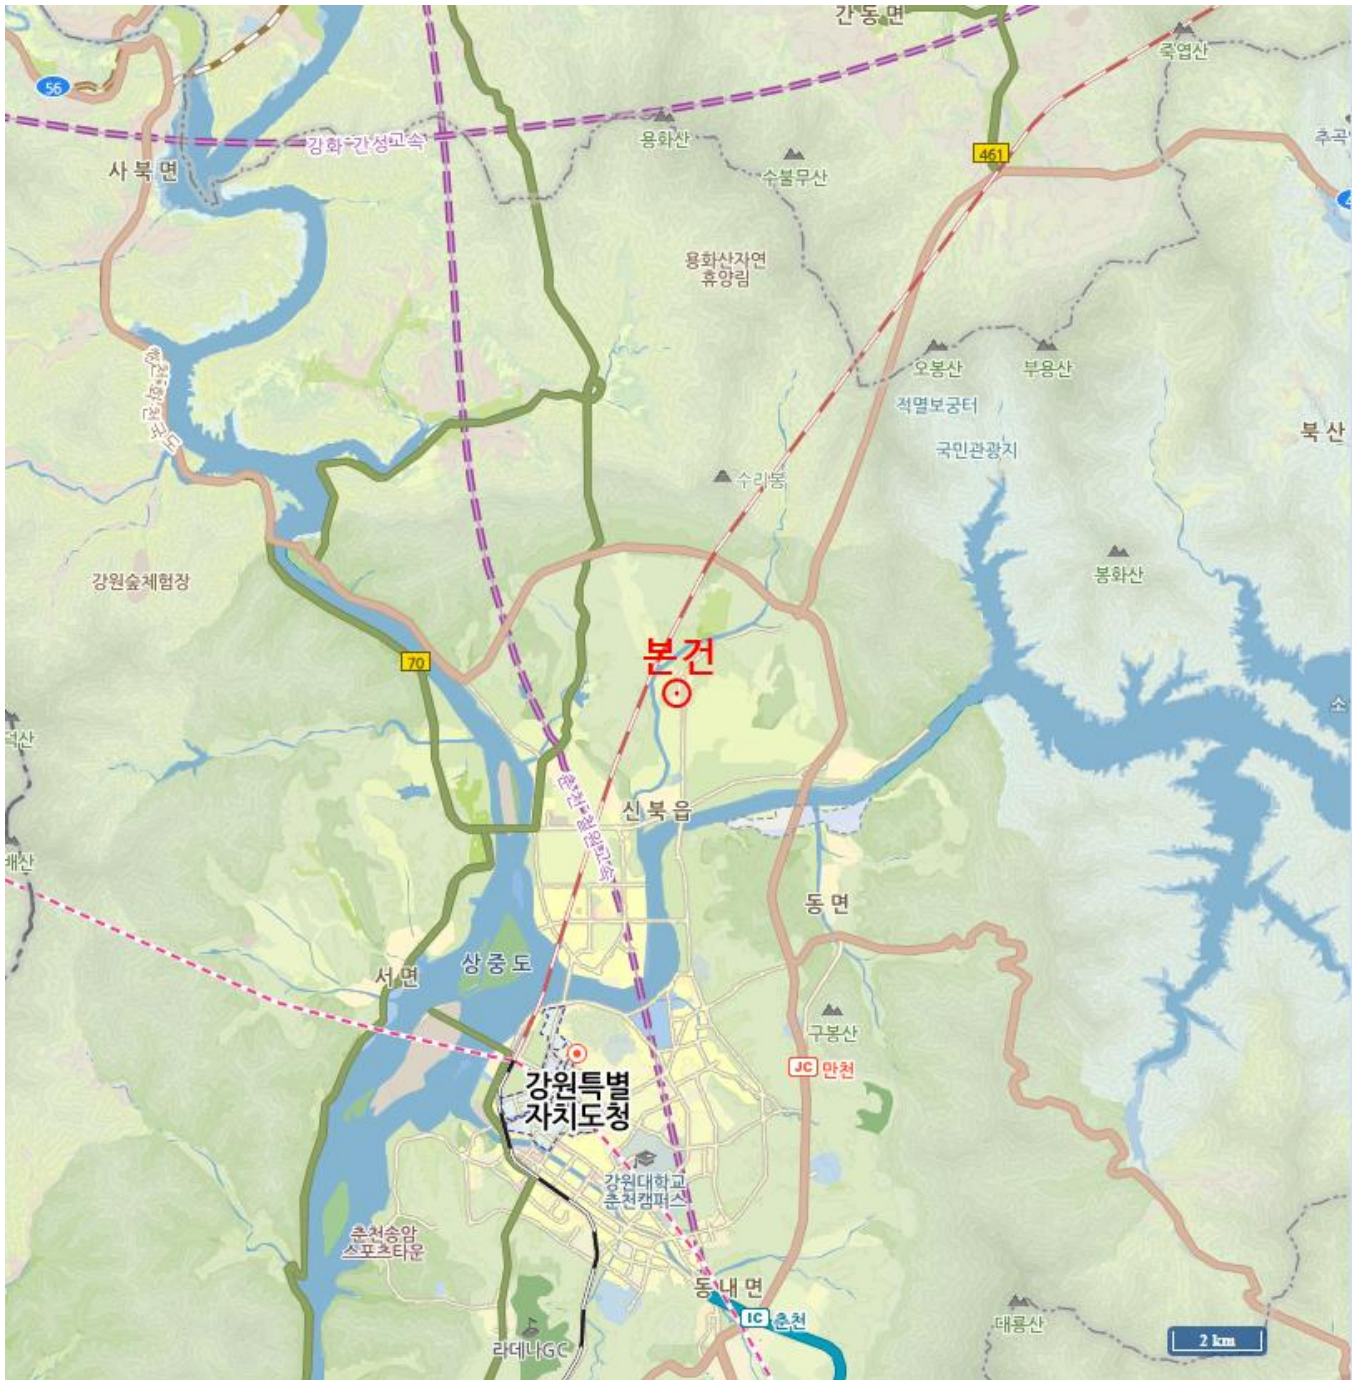 간동면
죽엽산
56
강화-간성고속
용화산
사북면
수불무산
461
용화산자연
휴양림
오봉산
부용산
적멸보궁터
북산
국민관광지
수리봉
강원숲체험장
봉화산
본건
70
신북읍
춘천-철원고속
동면
서면
상중도
구봉산
JC 만천
강원특별
자치도청
강원대학교
춘천캠퍼스
춘천송암
스포츠타운
동내면
IC 춘천
대룡산
라데나GC
2 km